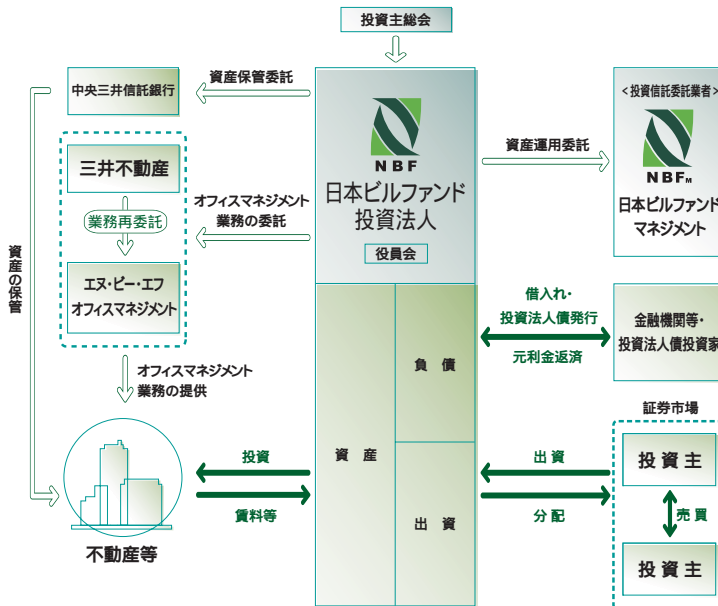 投資主総会
中央三井信託銀行
資産保管委託
NBF
日本ビルファンド
投資法人
役員会
資産運用委託
<投資信託委託業者>
NBFM
日本ビルファンド
マネジメント
三井不動産
業務再委託
エヌ・ビー・エフ
オフィスマネジメント
オフィスマネジメント
業務の委託
資産の保管
オフィスマネジメント
業務の提供
借入れ・
投資法人債発行
元利金返済
金融機関等・
投資法人債投資家
負債
資産
出資
投資
賃料等
不動産等
出資
分配
証券市場
投資主
売買
投資主